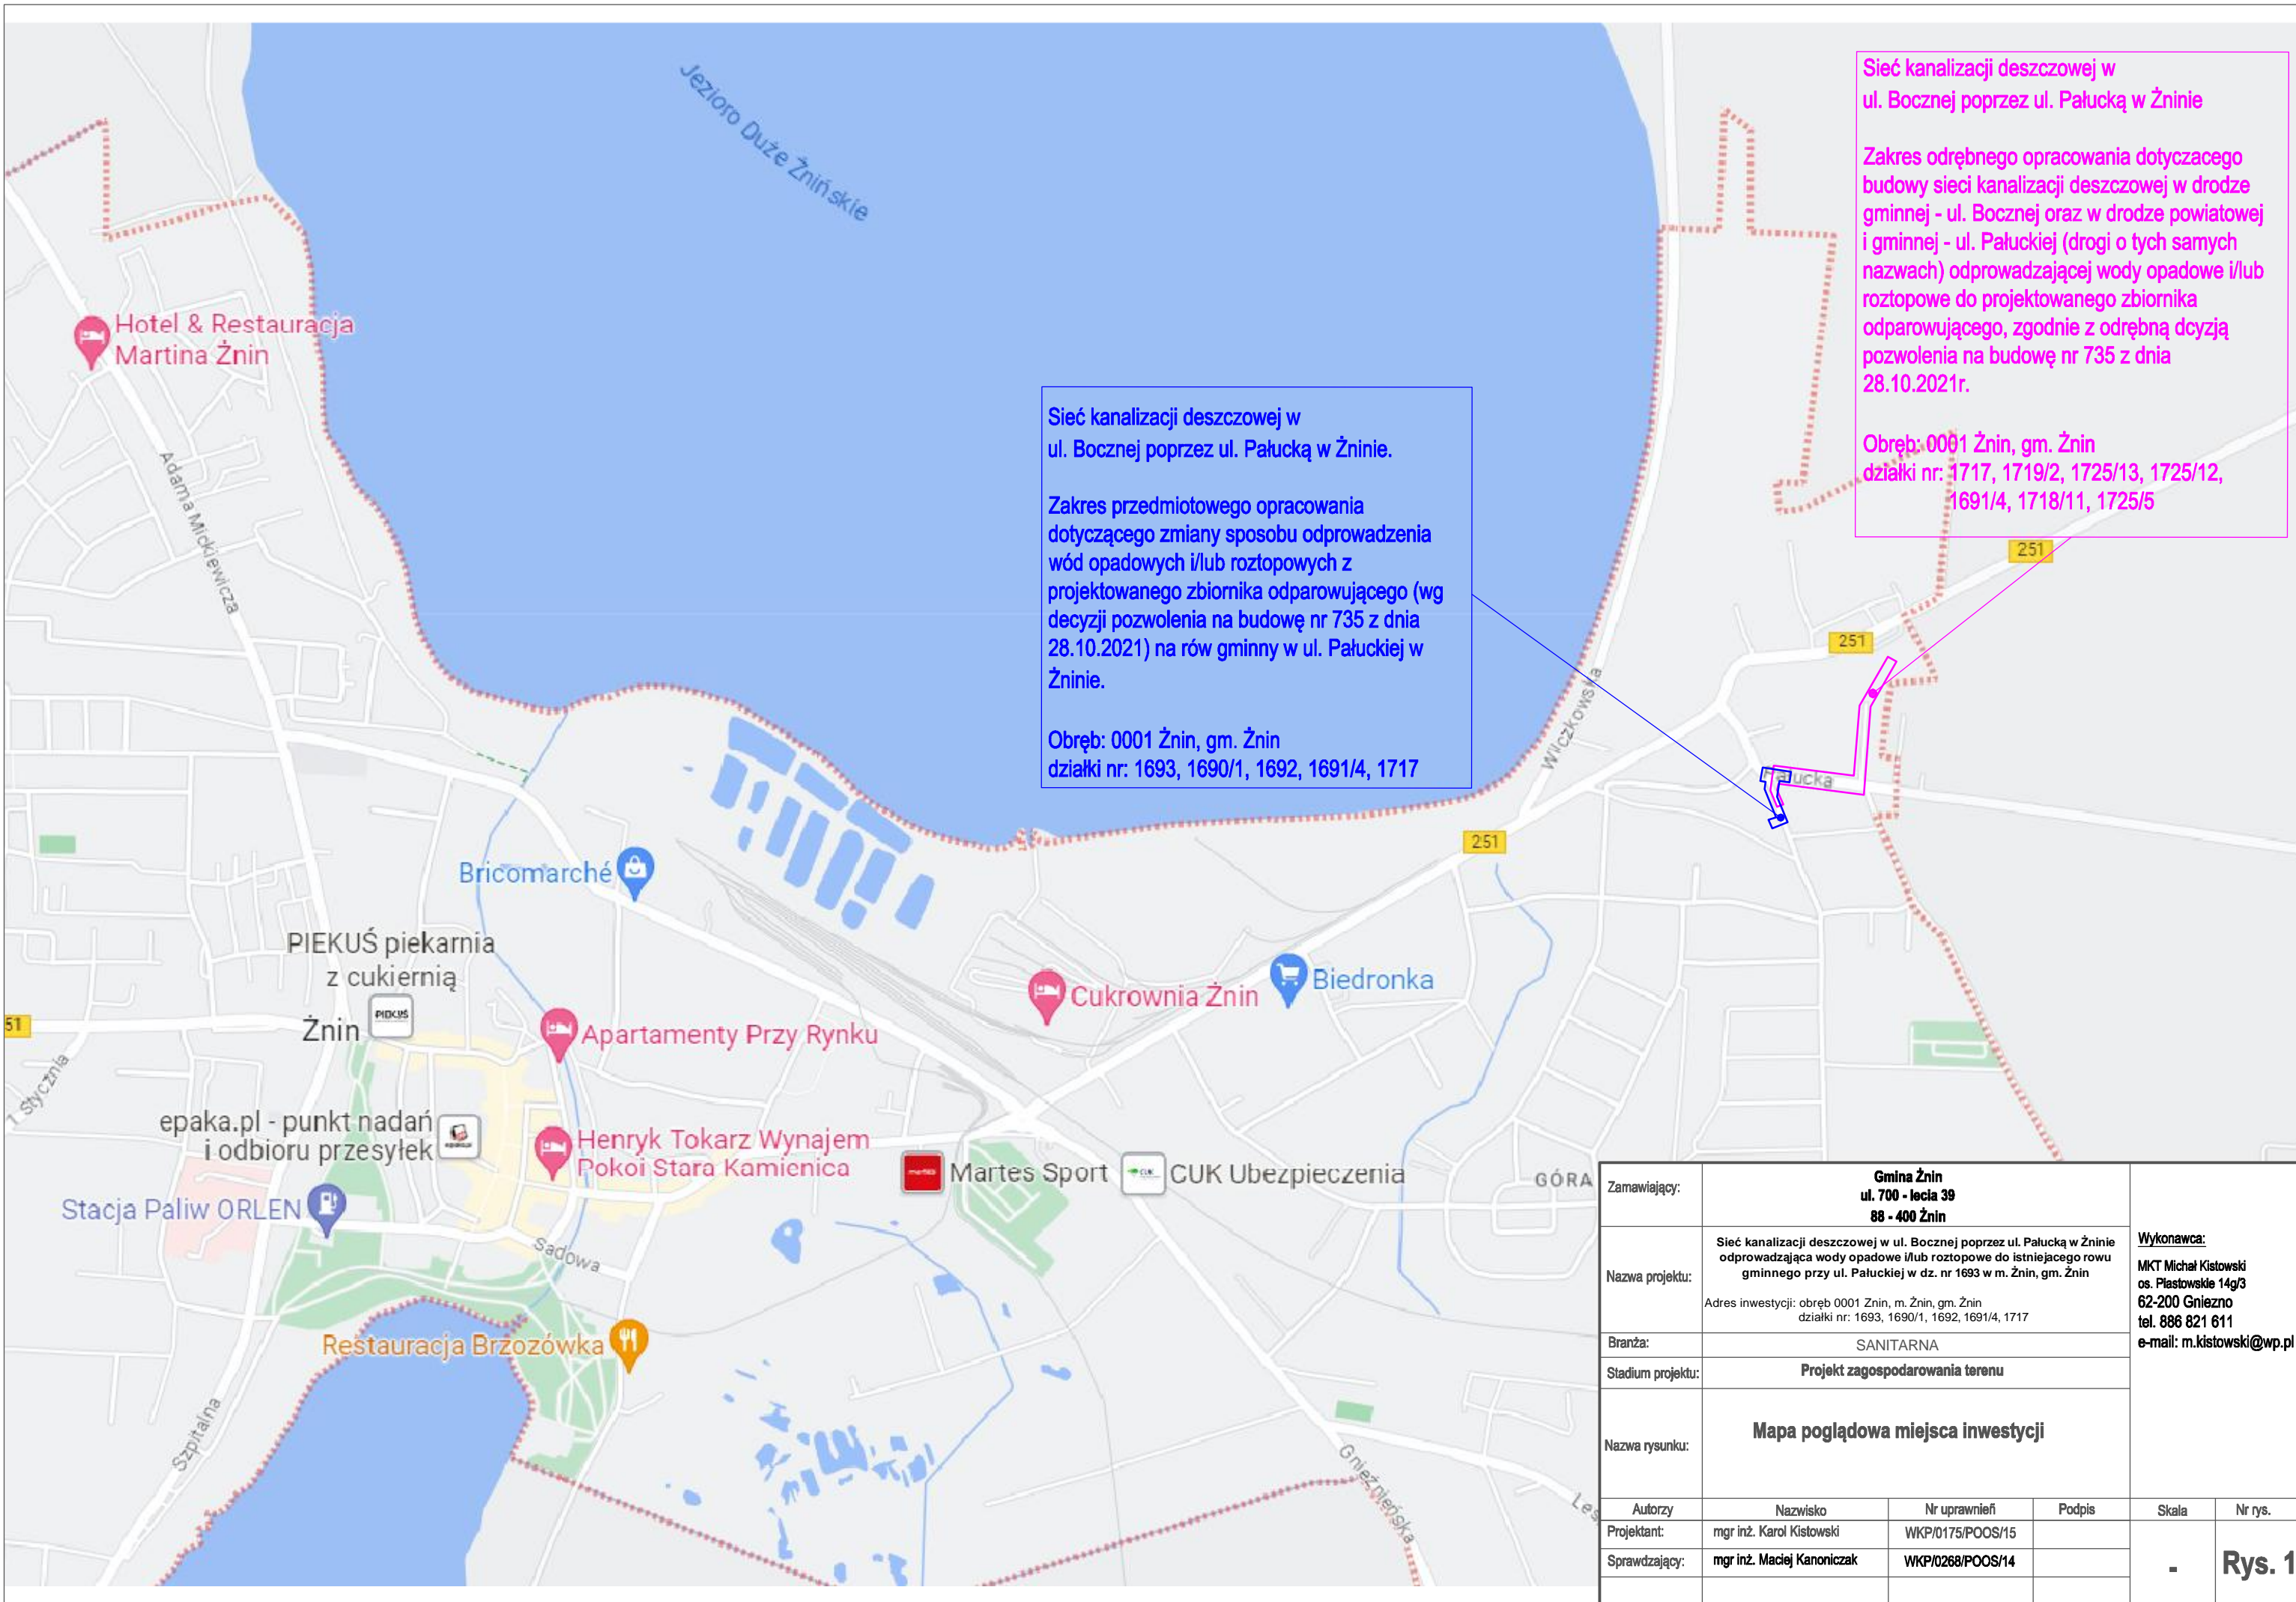 Jezioro Duże Żnińskie
Sieć kanalizacji deszczowej w
ul. Bocznej poprzez ul. Pałucką w Żninie
Zakres odrębnego opracowania dotyczacego
budowy sieci kanalizacji deszczowej w drodze
gminnej - ul. Bocznej oraz w drodze powiatowej
i gminnej - ul. Pałuckiej (drogi o tych samych
nazwach) odprowadzającej wody opadowe i/lub
roztopowe do projektowanego zbiornika
odparowującego, zgodnie z odrębną dcyzją
pozwolenia na budowę nr 735 z dnia
28.10.2021r.
Obręb: 0001 Żnin, gm. Żnin
działki nr: 1717, 1719/2, 1725/13, 1725/12,
1691/4, 1718/11, 1725/5
Hotel & Restauracja
Martina Żnin
Adama Mickiewicza
Sieć kanalizacji deszczowej w
ul. Bocznej poprzez ul. Pałucką w Żninie.
Zakres przedmiotowego opracowania
dotyczącego zmiany sposobu odprowadzenia
wód opadowych i/lub roztopowych z
projektowanego zbiornika odparowującego (wg
decyzji pozwolenia na budowę nr 735 z dnia
28.10.2021) na rów gminny w ul. Pałuckiej w
Żninie.
Obręb: 0001 Żnin, gm. Żnin
działki nr: 1693, 1690/1, 1692, 1691/4, 1717
251
251
Wilczkowska
Pałucka
251
Bricomarché
PIEKUŚ piekarnia
z cukiernią
PIEKUŚ
Żnin
51
1 Stycznia
Cukrownia Żnin
Biedronka
Apartamenty Przy Rynku
epaka.pl - punkt nadań
i odbioru przesyłek
Henryk Tokarz Wynajem
Pokoi Stara Kamienica
Martes Sport
CUK
CUK Ubezpieczenia
GÓRA
Stacja Paliw ORLEN
Sadowa
Restauracja Brzozówka
Szpitalna
Gnieźnieńska
Les
Zamawiający:
Gmina Żnin
ul. 700 - lecia 39
88 - 400 Żnin
Nazwa projektu:
Sieć kanalizacji deszczowej w ul. Bocznej poprzez ul. Pałucką w Żninie
odprowadzająca wody opadowe i/lub roztopowe do istniejacego rowu
gminnego przy ul. Pałuckiej w dz. nr 1693 w m. Żnin, gm. Żnin
Adres inwestycji: obręb 0001 Znin, m. Żnin, gm. Żnin
działki nr: 1693, 1690/1, 1692, 1691/4, 1717
Wykonawca:
MKT Michał Kistowski
os. Piastowskie 14g/3
62-200 Gniezno
tel. 886 821 611
e-mail: m.kistowski@wp.pl
Branża: SANITARNA
Stadium projektu: Projekt zagospodarowania terenu
Nazwa rysunku: Mapa poglądowa miejsca inwestycji
Autorzy Nazwisko Nr uprawnień Podpis Skala Nr rys.
Projektant: mgr inż. Karol Kistowski WKP/0175/POOS/15
Sprawdzający: mgr inż. Maciej Kanoniczak WKP/0268/POOS/14
- Rys. 1